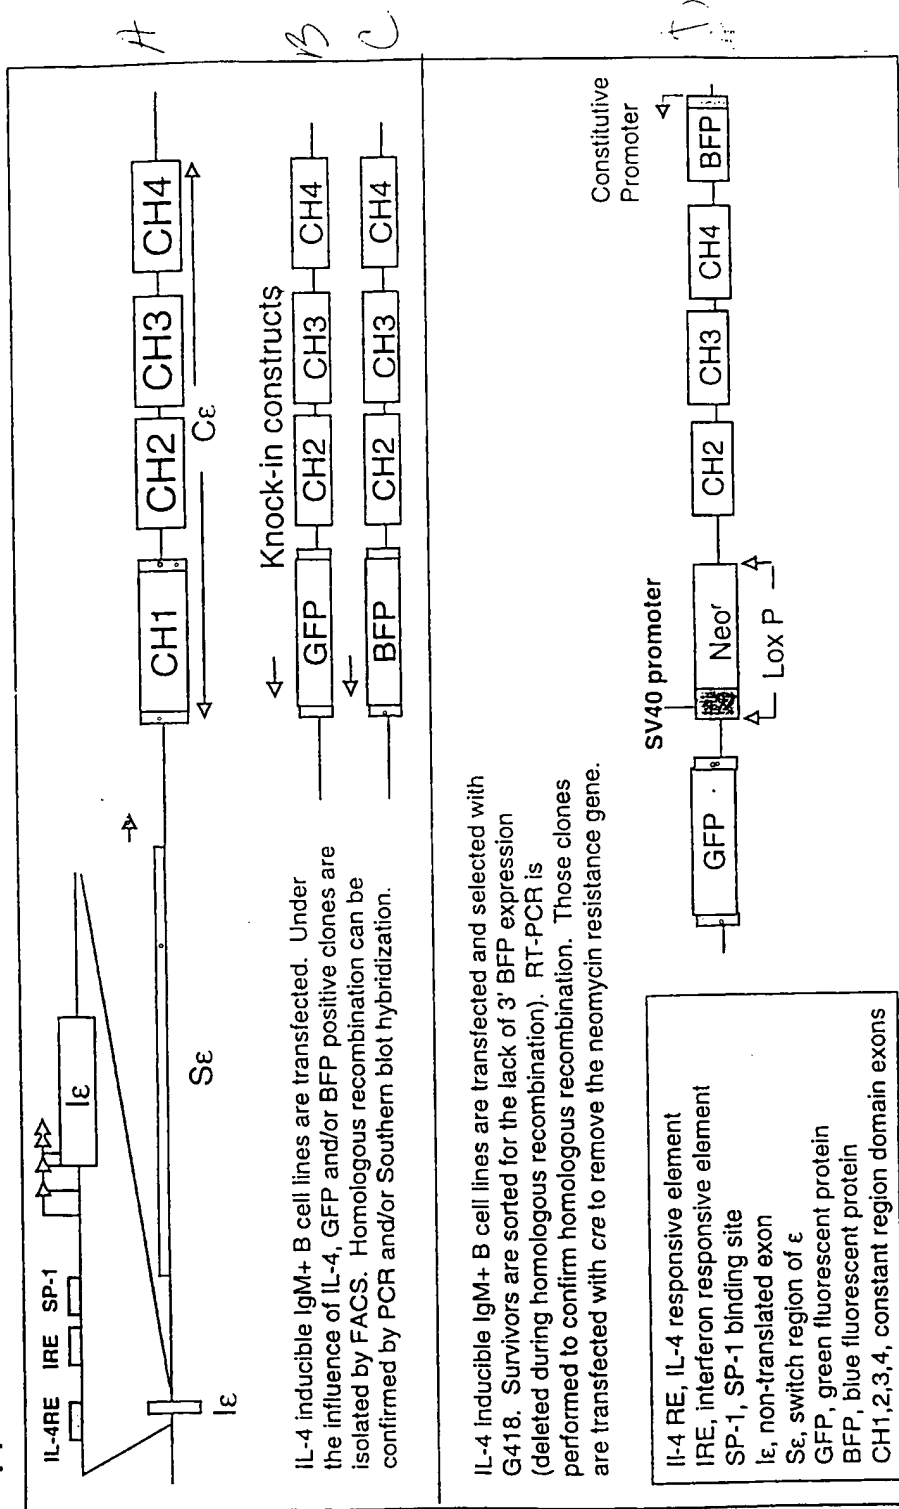 A
IL-4RE IRE SP-1
Iε
Iε
Sε
CH1 CH2 CH3 CH4
Cε
Knock-in constructs
B
GFP CH2 CH3 CH4
C
BFP CH2 CH3 CH4
IL-4 inducible IgM+ B cell lines are transfected. Under
the influence of IL-4, GFP and/or BFP positive clones are
isolated by FACS. Homologous recombination can be
confirmed by PCR and/or Southern blot hybridization.
IL-4 inducible IgM+ B cell lines are transfected and selected with
G418. Survivors are sorted for the lack of 3' BFP expression
(deleted during homologous recombination). RT-PCR is
performed to confirm homologous recombination. Those clones
are transfected with cre to remove the neomycin resistance gene.
D
Constitutive
Promoter
SV40 promoter
GFP Neoʳ CH2 CH3 CH4 BFP
Lox P
Il-4 RE, IL-4 responsive element
IRE, interferon responsive element
SP-1, SP-1 binding site
Iε, non-translated exon
Sε, switch region of ε
GFP, green fluorescent protein
BFP, blue fluorescent protein
CH1,2,3,4, constant region domain exons